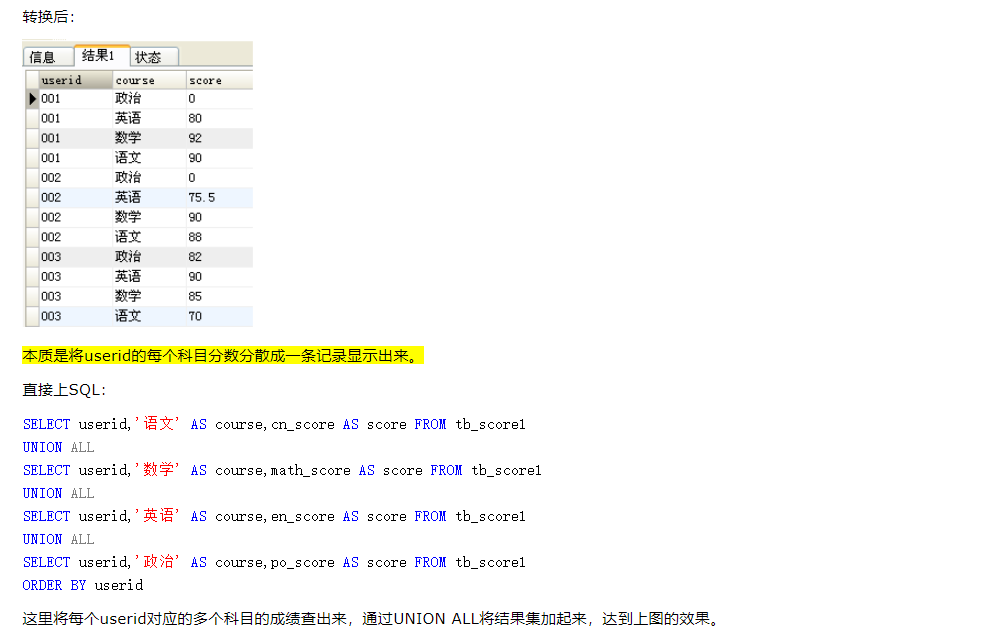 转换后：
信息 结果1 状态
userid course score
001 政治 0
001 英语 80
001 数学 92
001 语文 90
002 政治 0
002 英语 75.5
002 数学 90
002 语文 88
003 政治 82
003 英语 90
003 数学 85
003 语文 70
本质是将userid的每个科目分数分散成一条记录显示出来。
直接上SQL：
SELECT userid,'语文' AS course,cn_score AS score FROM tb_score1
UNION ALL
SELECT userid,'数学' AS course,math_score AS score FROM tb_score1
UNION ALL
SELECT userid,'英语' AS course,en_score AS score FROM tb_score1
UNION ALL
SELECT userid,'政治' AS course,po_score AS score FROM tb_score1
ORDER BY userid
这里将每个userid对应的多个科目的成绩查出来，通过UNION ALL将结果集加起来，达到上图的效果。